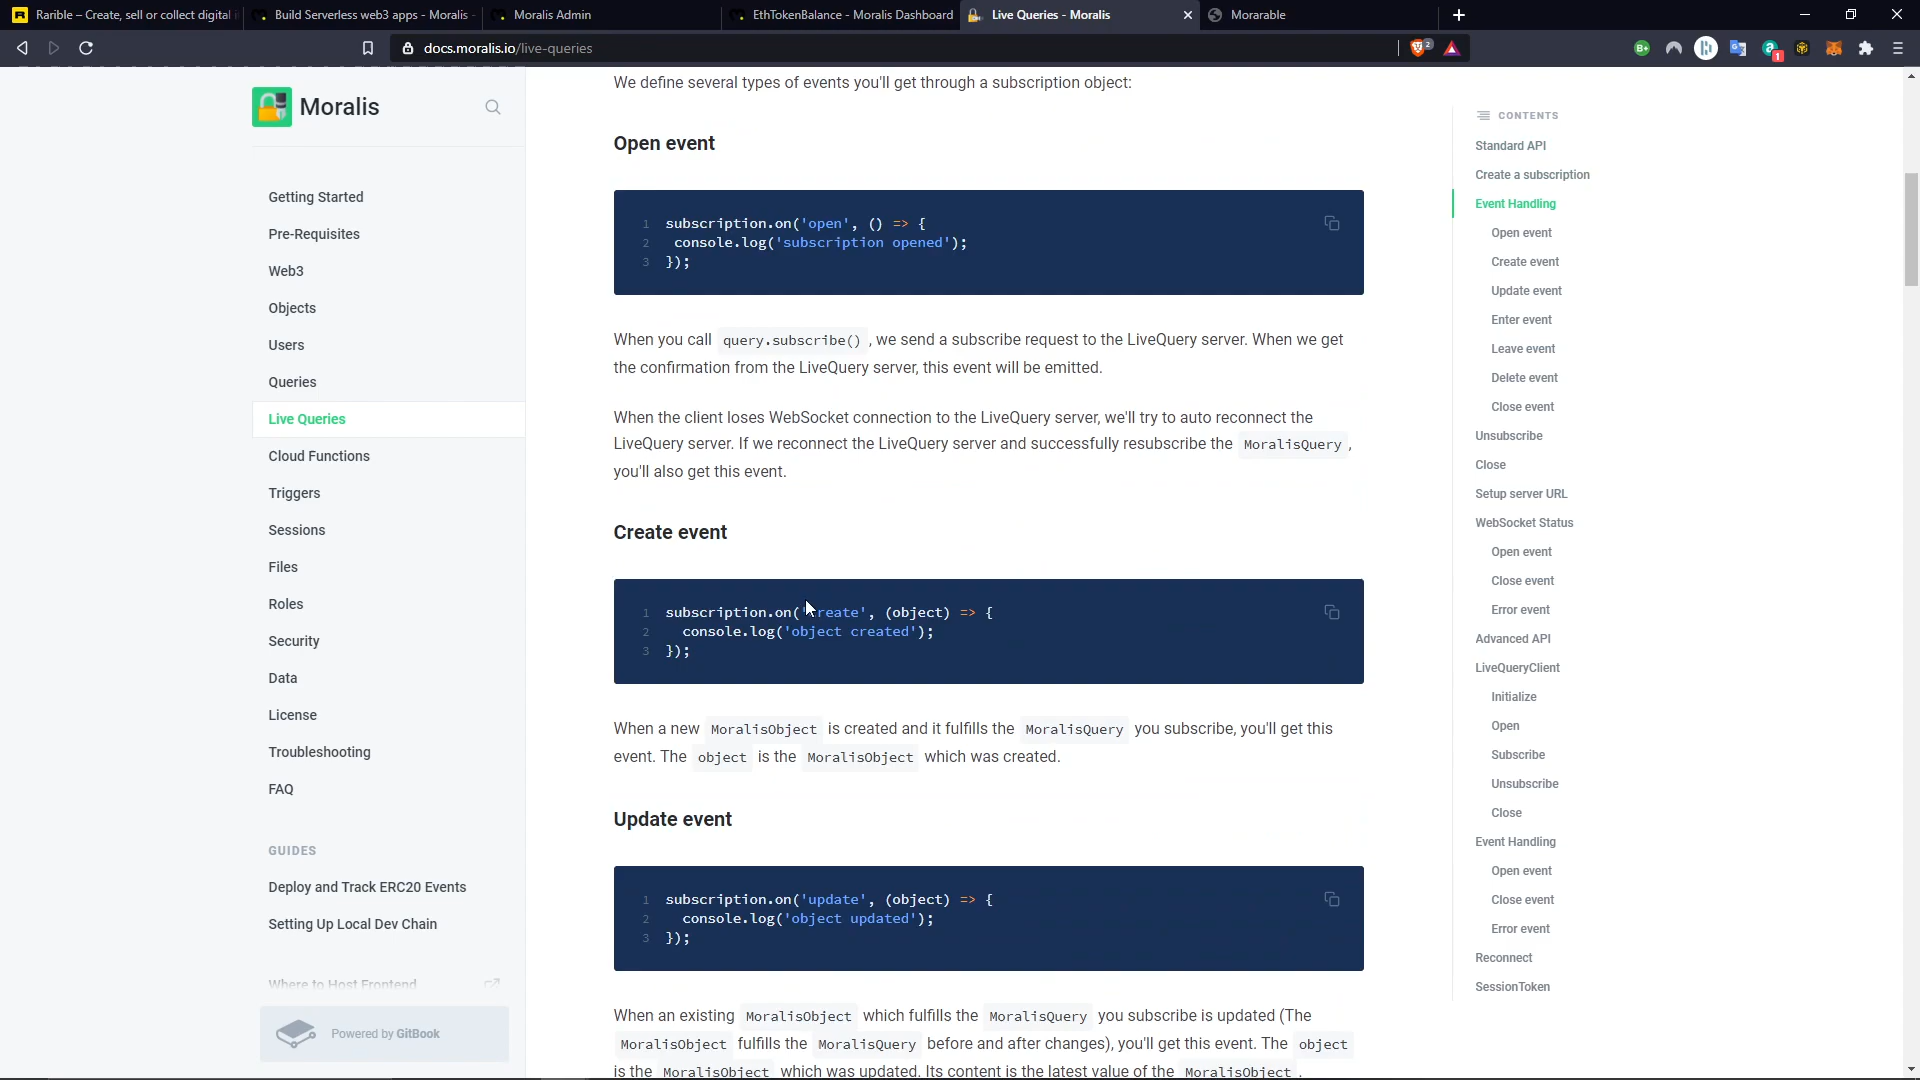 Rarible – Create, sell or collect digital i
Build Serverless web3 apps - Moralis -
Moralis Admin
EthTokenBalance - Moralis Dashboard
Live Queries - Moralis
Morarable
docs.moralis.io/live-queries
2
B+
1
Moralis
Getting Started
Pre-Requisites
Web3
Objects
Users
Queries
Live Queries
Cloud Functions
Triggers
Sessions
Files
Roles
Security
Data
License
Troubleshooting
FAQ
GUIDES
Deploy and Track ERC20 Events
Setting Up Local Dev Chain
Where to Host Frontend
Powered by GitBook
We define several types of events you'll get through a subscription object:
Open event
1 subscription.on('open', () => {
2 console.log('subscription opened');
3 });
When you call query.subscribe() , we send a subscribe request to the LiveQuery server. When we get
the confirmation from the LiveQuery server, this event will be emitted.
When the client loses WebSocket connection to the LiveQuery server, we'll try to auto reconnect the
LiveQuery server. If we reconnect the LiveQuery server and successfully resubscribe the MoralisQuery ,
you'll also get this event.
Create event
1 subscription.on('create', (object) => {
2 console.log('object created');
3 });
When a new MoralisObject is created and it fulfills the MoralisQuery you subscribe, you'll get this
event. The object is the MoralisObject which was created.
Update event
1 subscription.on('update', (object) => {
2 console.log('object updated');
3 });
When an existing MoralisObject which fulfills the MoralisQuery you subscribe is updated (The
MoralisObject fulfills the MoralisQuery before and after changes), you'll get this event. The object
is the MoralisObject which was updated. Its content is the latest value of the MoralisObject .
CONTENTS
Standard API
Create a subscription
Event Handling
Open event
Create event
Update event
Enter event
Leave event
Delete event
Close event
Unsubscribe
Close
Setup server URL
WebSocket Status
Open event
Close event
Error event
Advanced API
LiveQueryClient
Initialize
Open
Subscribe
Unsubscribe
Close
Event Handling
Open event
Close event
Error event
Reconnect
SessionToken